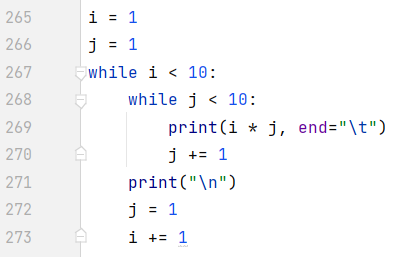 265 i = 1
266 j = 1
267 while i < 10:
268     while j < 10:
269         print(i * j, end="\t")
270         j += 1
271     print("\n")
272     j = 1
273     i += 1